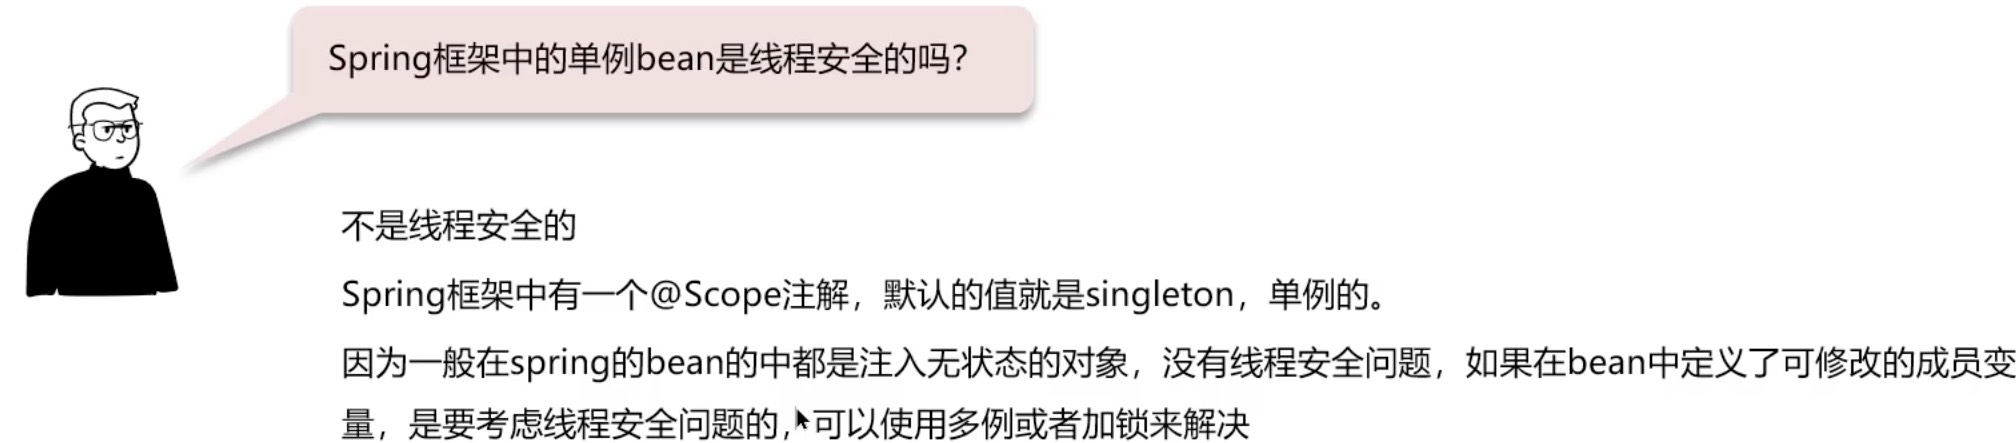 Spring框架中的单例bean是线程安全的吗？
不是线程安全的
Spring框架中有一个@Scope注解，默认的值就是singleton，单例的。
因为一般在spring的bean的中都是注入无状态的对象，没有线程安全问题，如果在bean中定义了可修改的成员变
量，是要考虑线程安全问题的，可以使用多例或者加锁来解决